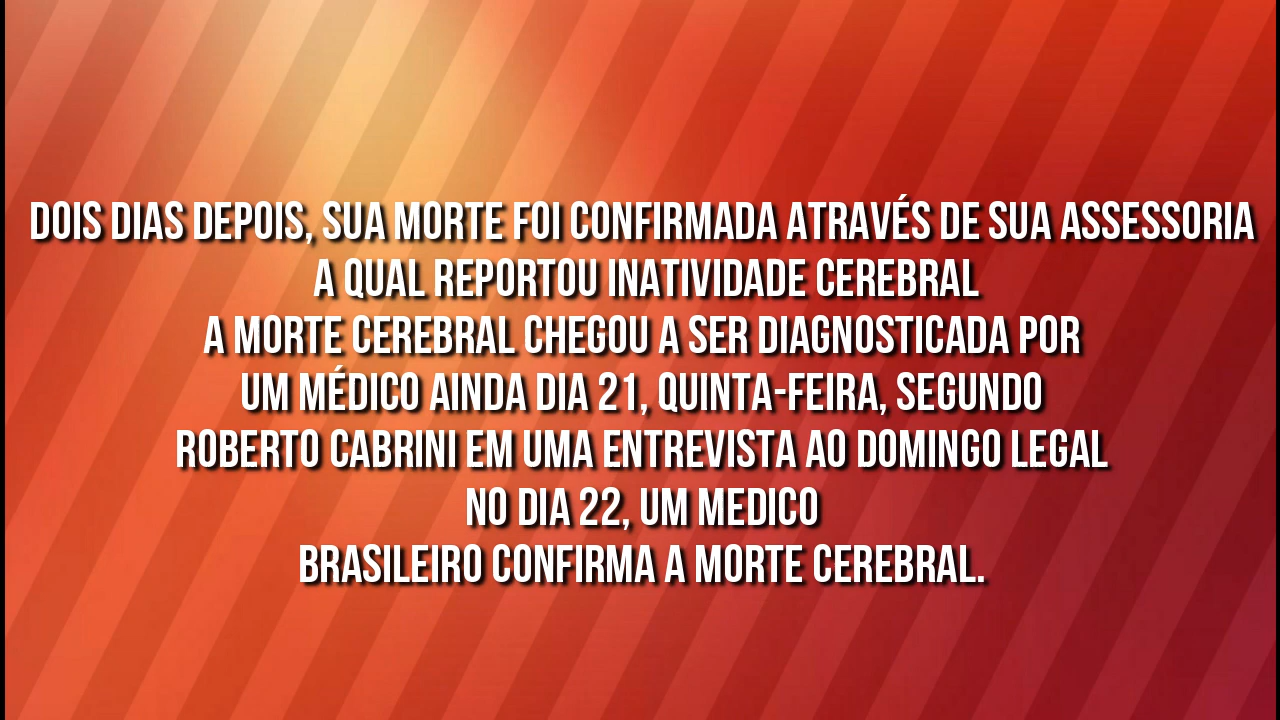 DOIS DIAS DEPOIS, SUA MORTE FOI CONFIRMADA ATRAVÉS DE SUA ASSESSORIA
A QUAL REPORTOU INATIVIDADE CEREBRAL
A MORTE CEREBRAL CHEGOU A SER DIAGNOSTICADA POR
UM MÉDICO AINDA DIA 21, QUINTA-FEIRA, SEGUNDO
ROBERTO CABRINI EM UMA ENTREVISTA AO DOMINGO LEGAL
NO DIA 22, UM MEDICO
BRASILEIRO CONFIRMA A MORTE CEREBRAL.